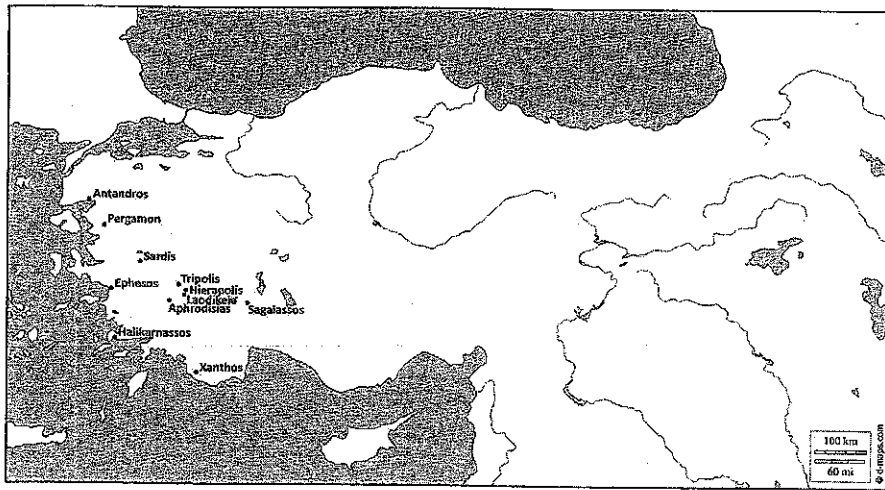 Antandros
Pergamon
Sardis
Ephesos
Tripolis
Hierapolis
Laodikeia
Aphrodisias
Sagalassos
Halikarnassos
Xanthos
100 km
60 mi
© d-maps.com